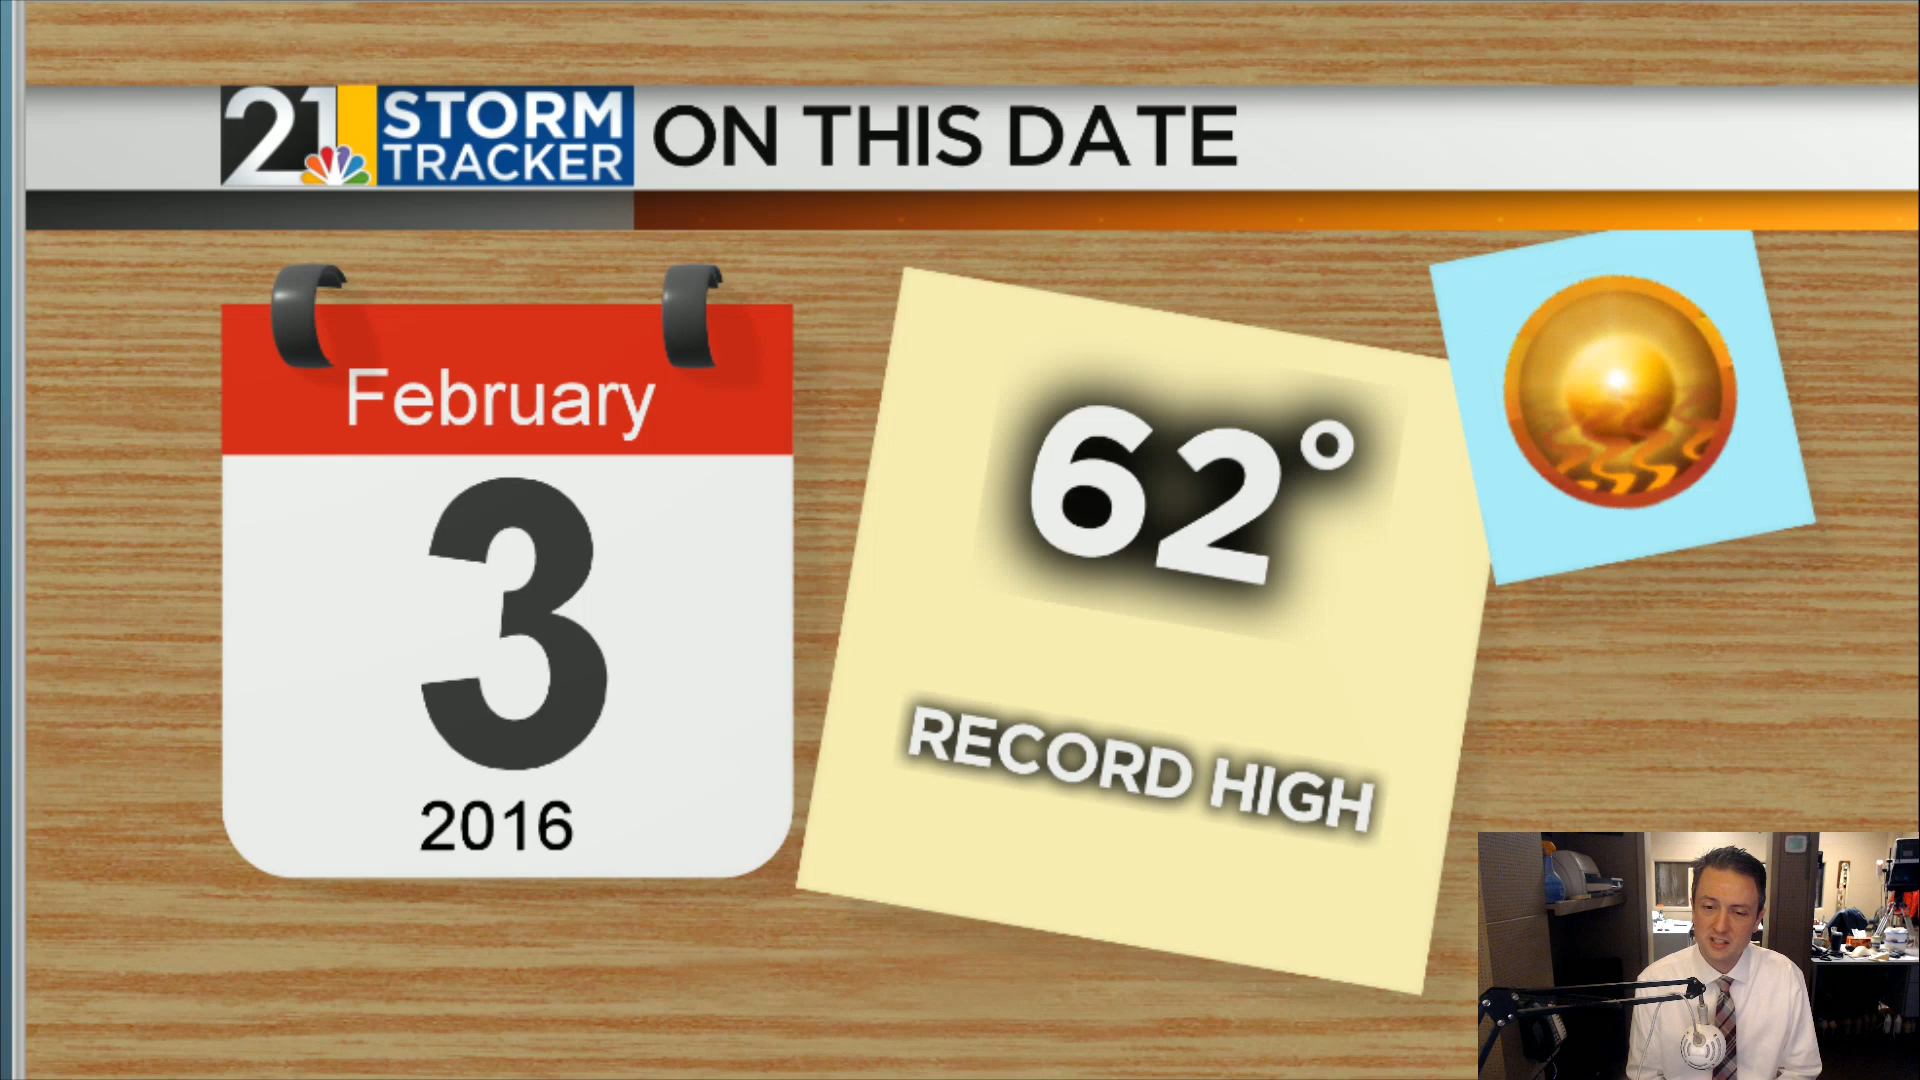 21 STORM TRACKER ON THIS DATE
February
3
2016
62°
RECORD HIGH